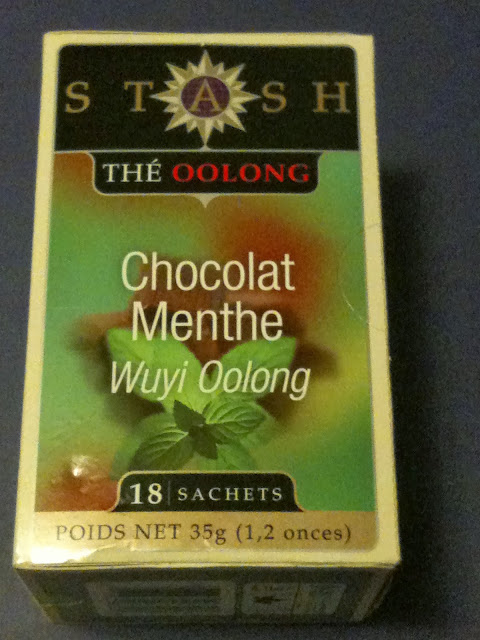 STASH
THÉ OOLONG
Chocolat
Menthe
Wuyi Oolong
18 SACHETS
POIDS NET 35g (1,2 onces)